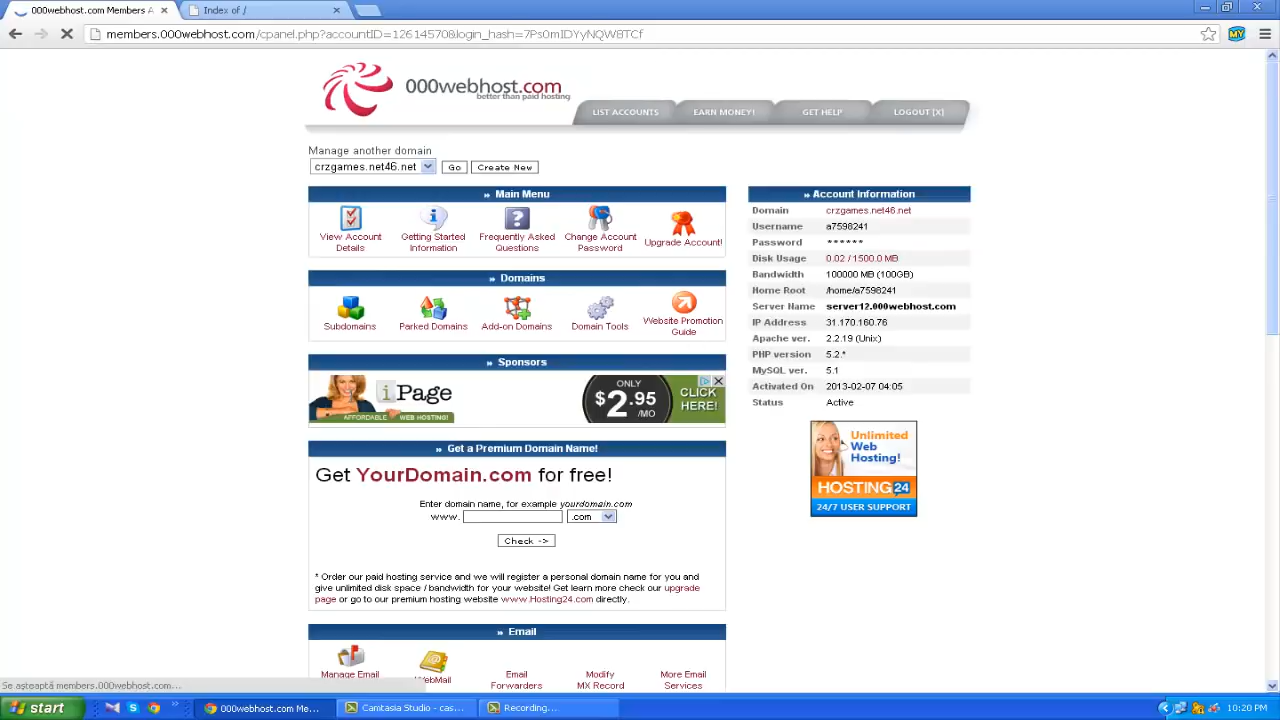 000webhost.com Members A
Index of /
members.000webhost.com/cpanel.php?accountID=12614570&login_hash=7Ps0mIDYyNQW8TCf
MY
000webhost.com
better than paid hosting
LIST ACCOUNTS
EARN MONEY!
GET HELP
LOGOUT [X]
Manage another domain
crzgames.net46.net
Go
Create New
» Main Menu
View Account
Details
Getting Started
Information
Frequently Asked
Questions
Change Account
Password
Upgrade Account!
» Domains
Subdomains
Parked Domains
Add-on Domains
Domain Tools
Website Promotion
Guide
» Sponsors
iPage
AFFORDABLE WEB HOSTING!
ONLY
$2.95
/MO
CLICK
HERE!
» Get a Premium Domain Name!
Get YourDomain.com for free!
Enter domain name, for example yourdomain.com
www.
.com
Check ->
* Order our paid hosting service and we will register a personal domain name for you and
give unlimited disk space / bandwidth for your website! Get learn more check our upgrade
page or go to our premium hosting website www.Hosting24.com directly.
» Email
Manage Email
WebMail
Email
Forwarders
Modify
MX Record
More Email
Services
» Account Information
Domain crzgames.net46.net
Username a7598241
Password ******
Disk Usage 0.02 / 1500.0 MB
Bandwidth 100000 MB (100GB)
Home Root /home/a7598241
Server Name server12.000webhost.com
IP Address 31.170.160.76
Apache ver. 2.2.19 (Unix)
PHP version 5.2.*
MySQL ver. 5.1
Activated On 2013-02-07 04:05
Status Active
Unlimited
Web
Hosting!
HOSTING 24
24/7 USER SUPPORT
Se așteaptă members.000webhost.com...
start
000webhost.com Me...
Camtasia Studio - cas...
Recording...
10:20 PM